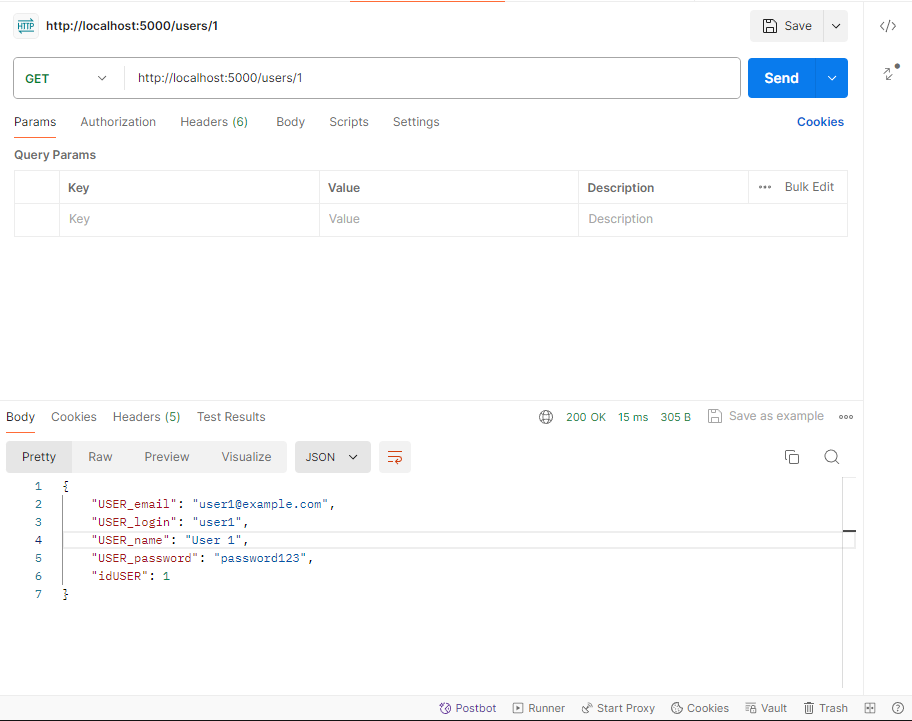 HTTP http://localhost:5000/users/1 Save
GET http://localhost:5000/users/1 Send
Params Authorization Headers (6) Body Scripts Settings Cookies
Query Params
Key Value Description Bulk Edit
Key Value Description
Body Cookies Headers (5) Test Results 200 OK 15 ms 305 B Save as example
Pretty Raw Preview Visualize JSON
1 {
2 "USER_email": "user1@example.com",
3 "USER_login": "user1",
4 "USER_name": "User 1",
5 "USER_password": "password123",
6 "idUSER": 1
7 }
Postbot Runner Start Proxy Cookies Vault Trash